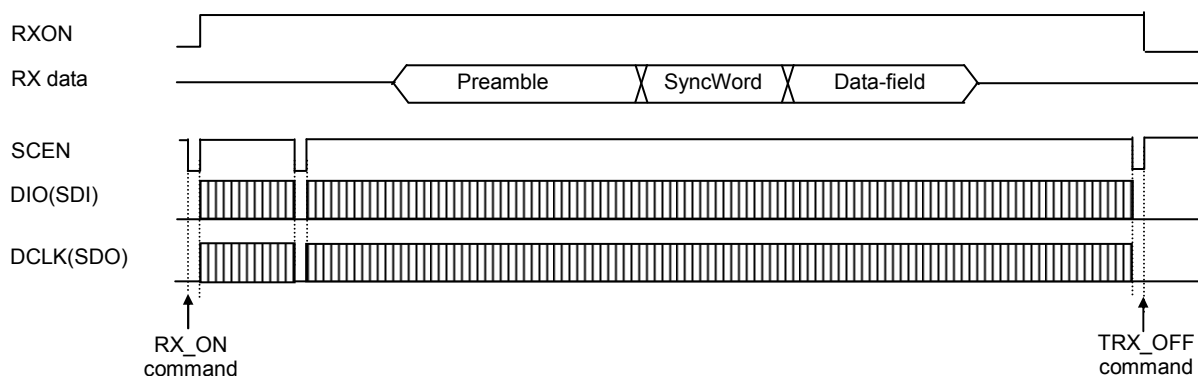 RXON
RX data
Preamble
SyncWord
Data-field
SCEN
DIO(SDI)
DCLK(SDO)
RX_ON
command
TRX_OFF
command